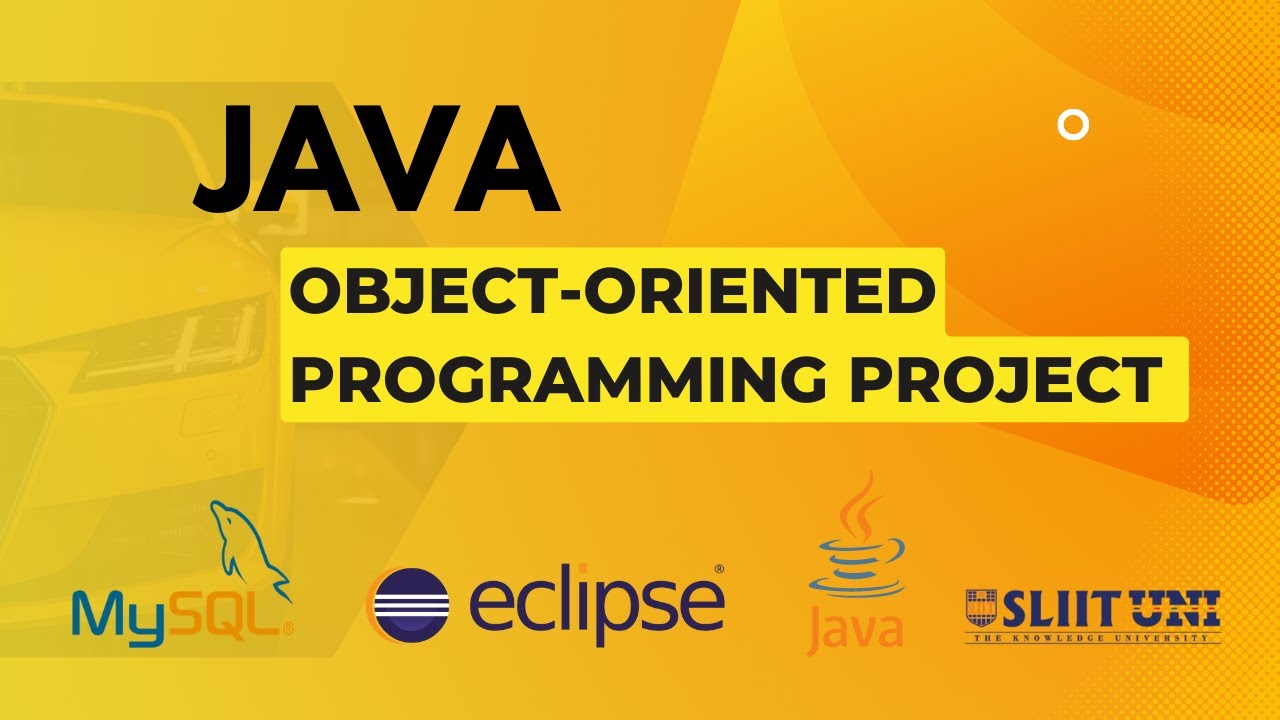 JAVA
OBJECT-ORIENTED
PROGRAMMING PROJECT
MySQL®
eclipse®
Java
SLIIT UNI
THE KNOWLEDGE UNIVERSITY